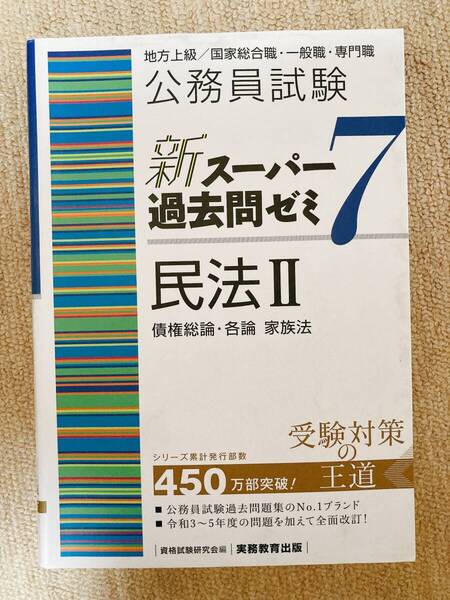 地方上級／国家総合職・一般職・専門職
公務員試験
新スーパー
過去問ゼミ7
民法Ⅱ
債権総論・各論 家族法
受験対策
の
王道
シリーズ累計発行部数
450万部突破!
■公務員試験過去問題集のNo.1ブランド
■令和3～5年度の問題を加えて全面改訂!
資格試験研究会編 | 実務教育出版 |